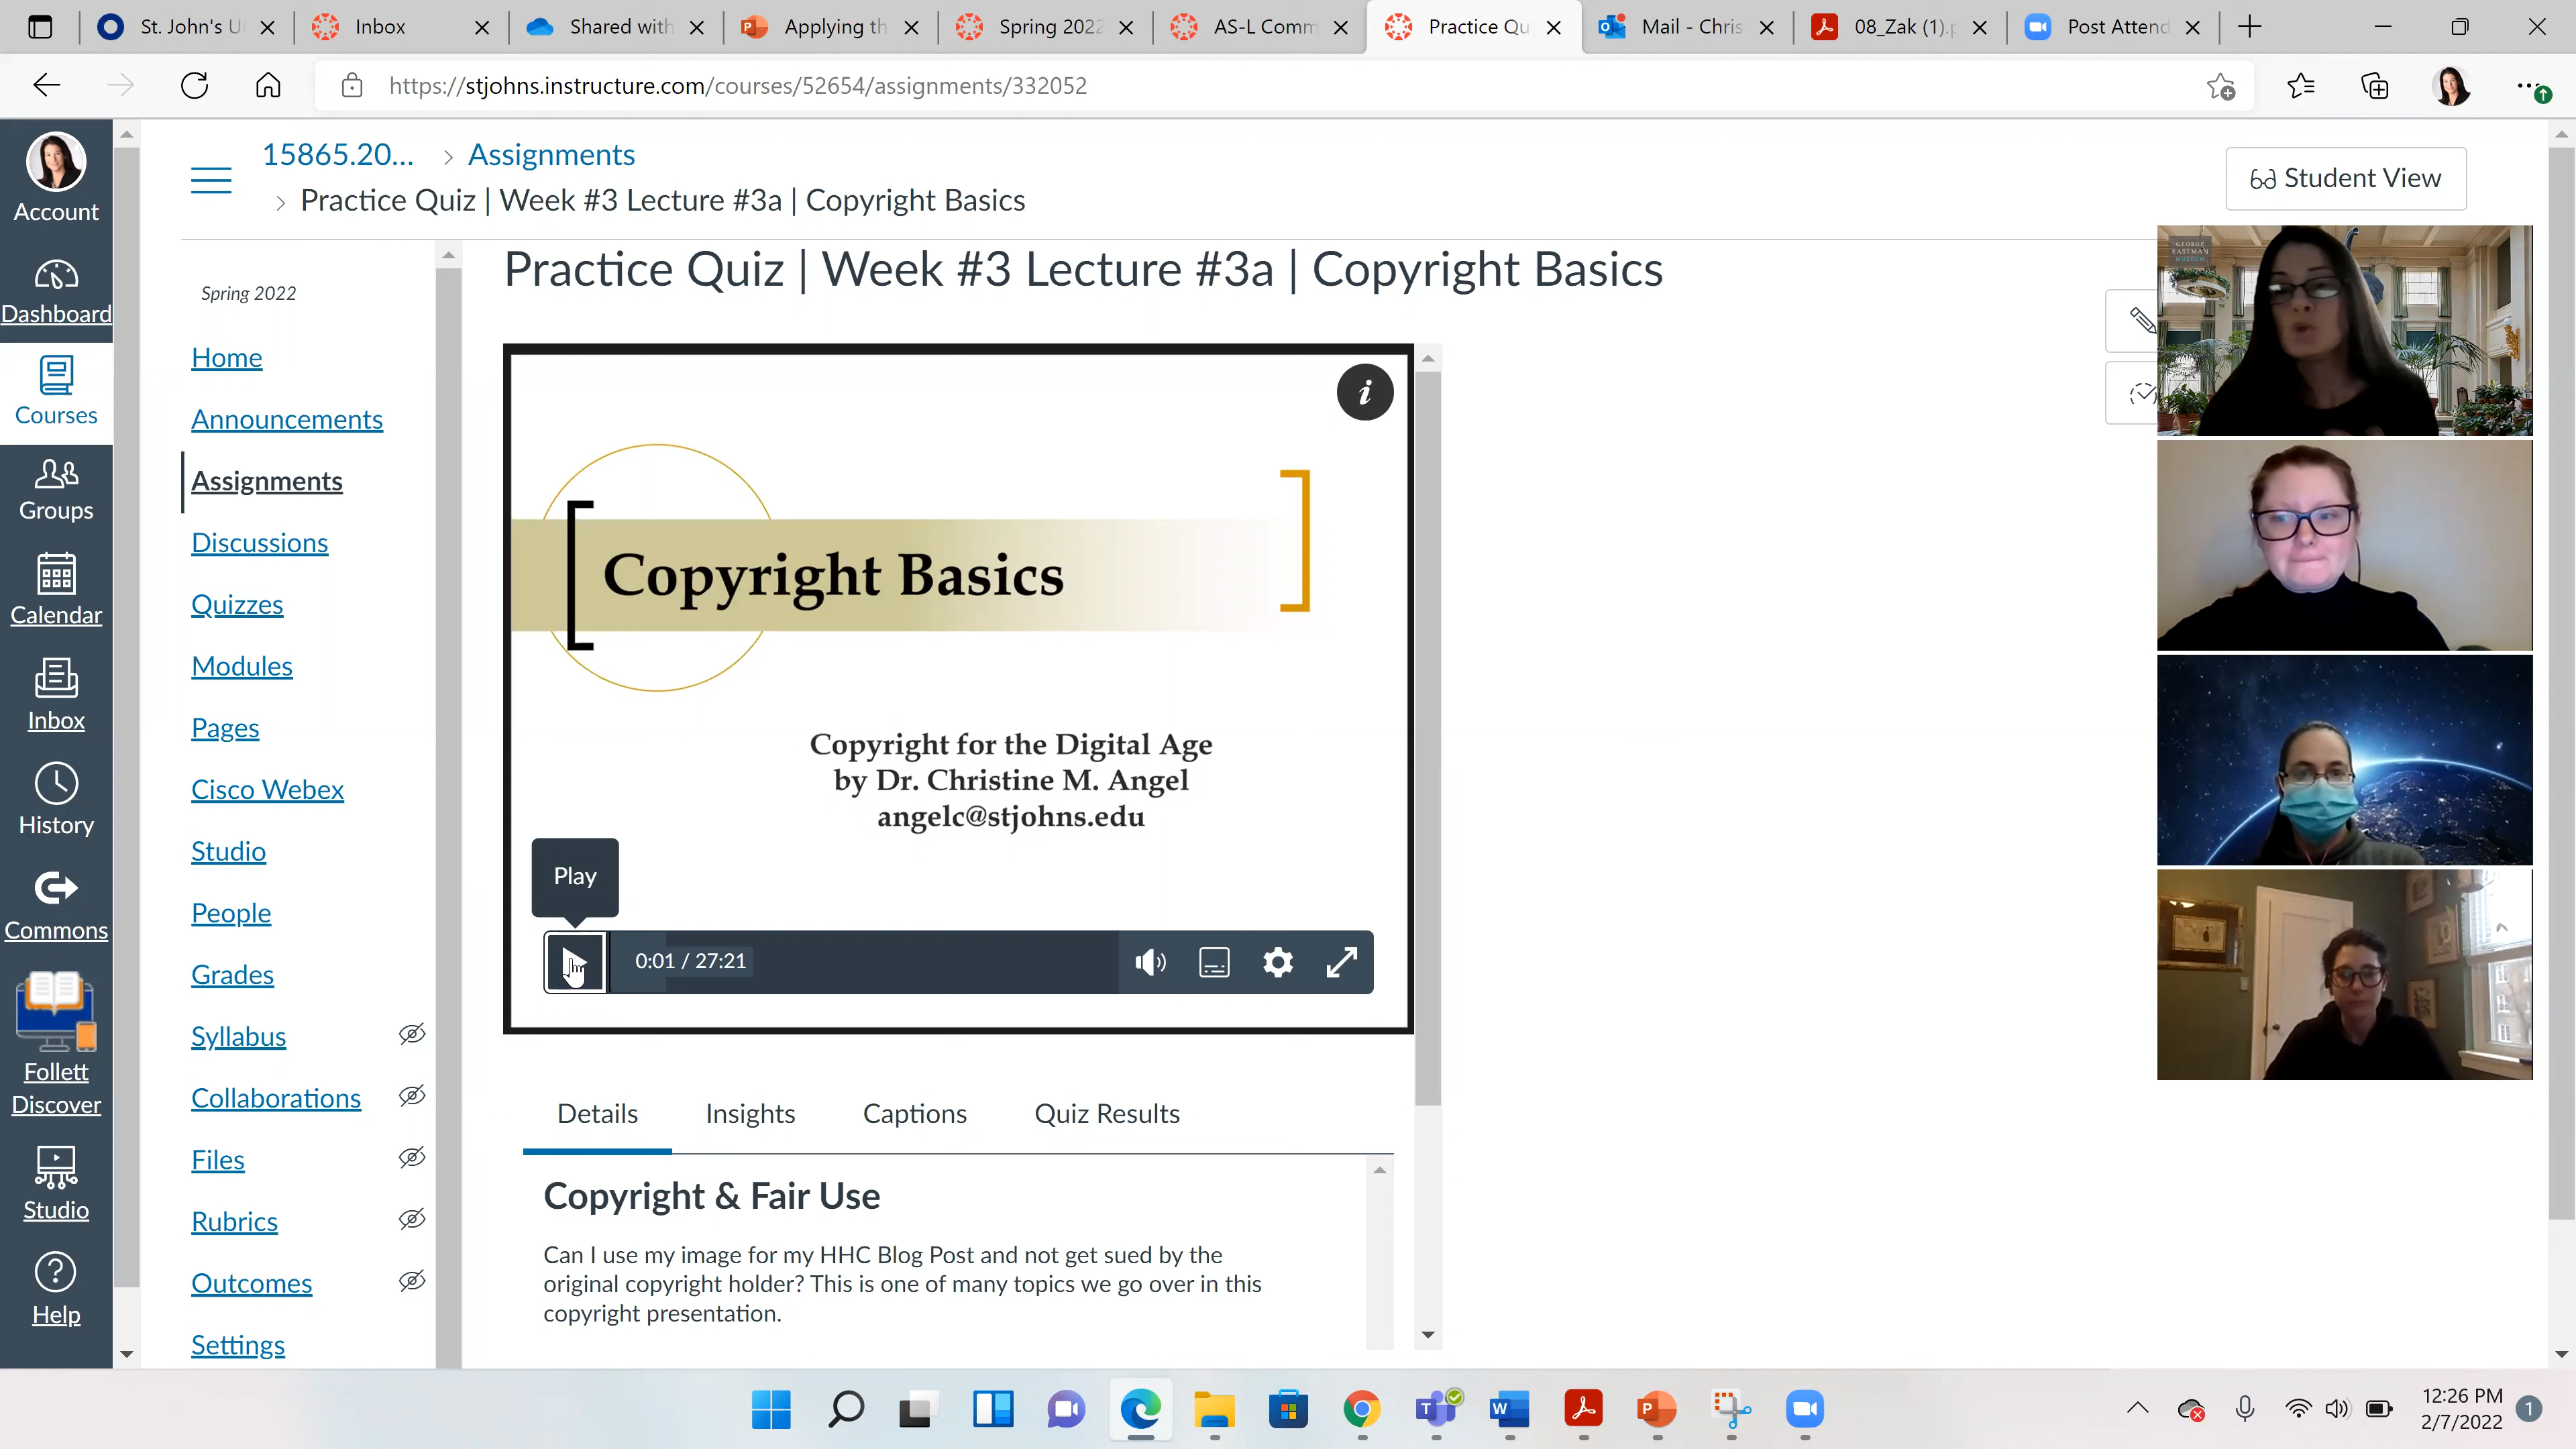 St. John's U
Inbox
Shared with
Applying th
Spring 2022
AS-L Comm
Practice Qu
Mail - Chris
08_Zak (1).p
Post Attend
https://stjohns.instructure.com/courses/52654/assignments/332052
Account
Dashboard
Courses
Groups
Calendar
Inbox
History
Commons
Follett
Discover
Studio
Help
15865.20... > Assignments
> Practice Quiz | Week #3 Lecture #3a | Copyright Basics
Student View
Spring 2022
Home
Announcements
Assignments
Discussions
Quizzes
Modules
Pages
Cisco Webex
Studio
People
Grades
Syllabus
Collaborations
Files
Rubrics
Outcomes
Settings
Practice Quiz | Week #3 Lecture #3a | Copyright Basics
i
Copyright Basics
Copyright for the Digital Age
by Dr. Christine M. Angel
angelc@stjohns.edu
Play
0:01 / 27:21
Details Insights Captions Quiz Results
Copyright & Fair Use
Can I use my image for my HHC Blog Post and not get sued by the
original copyright holder? This is one of many topics we go over in this
copyright presentation.
GEORGE
EASTMAN
MUSEUM
12:26 PM
2/7/2022
1